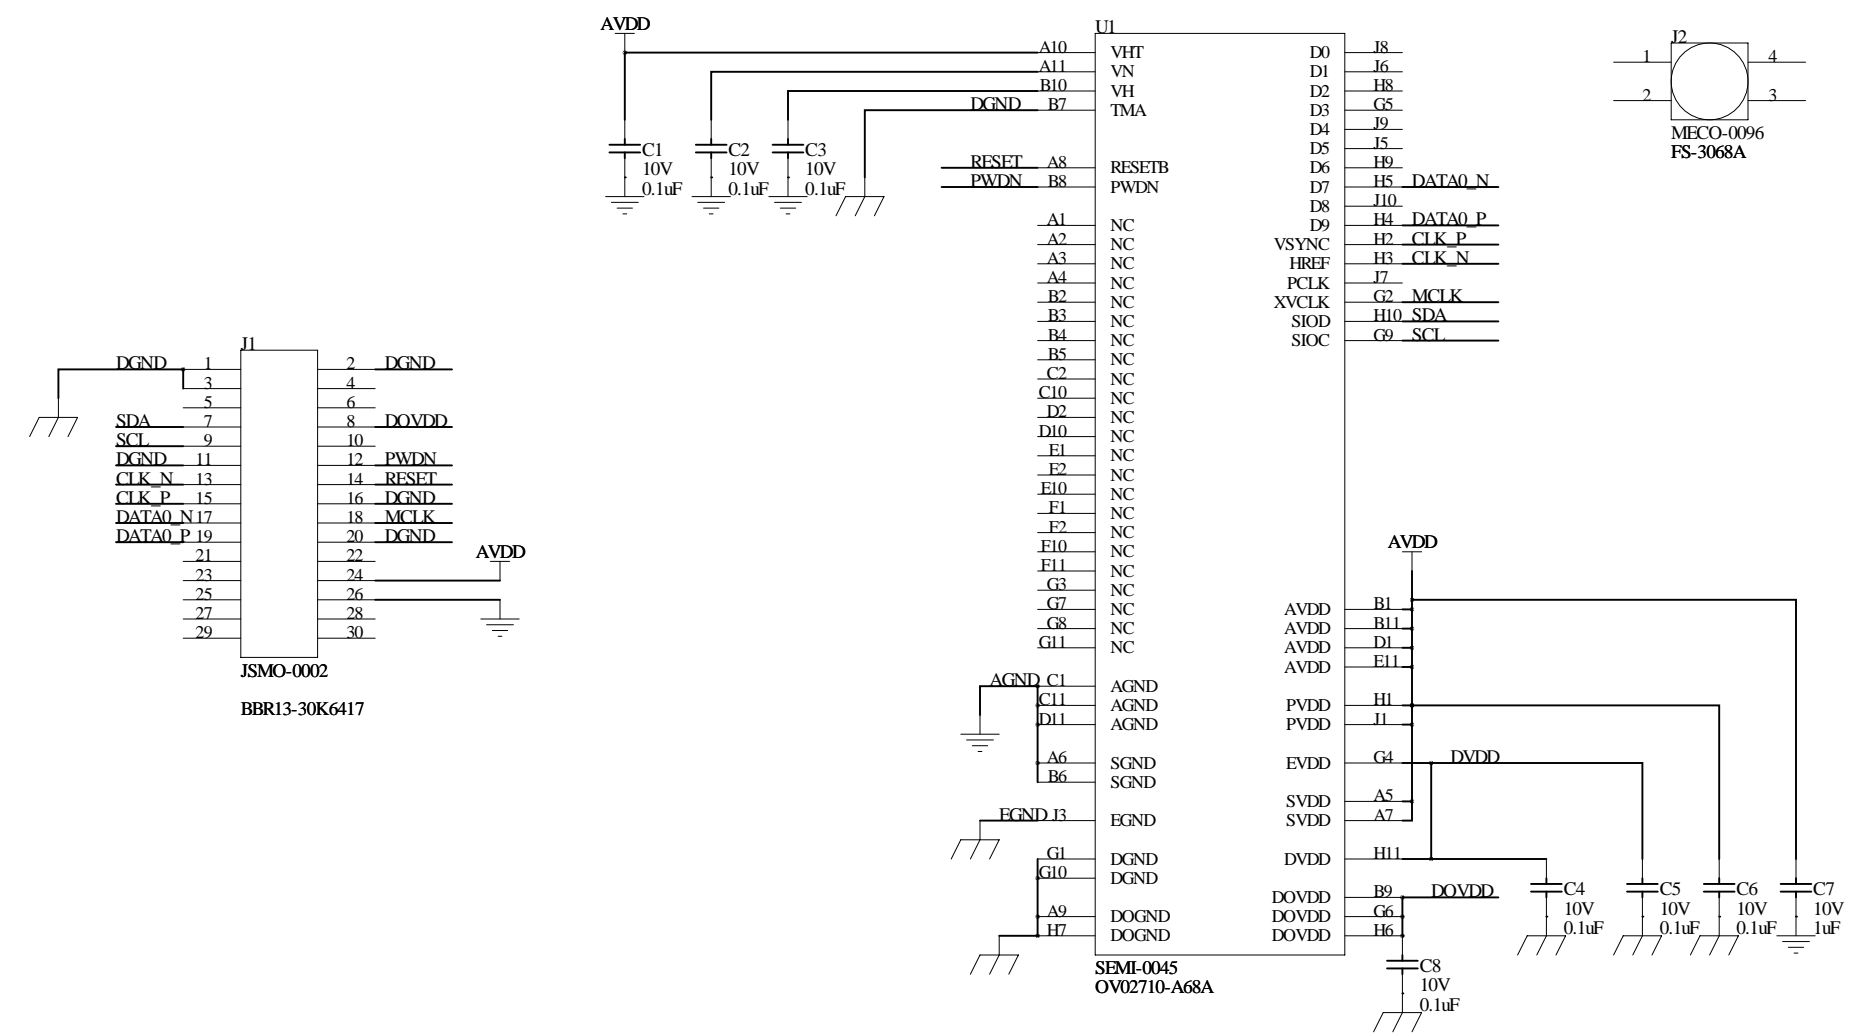 AVDD
U1
A10 VHT D0 J8
A11 VN D1 J6
B10 VH D2 H8
DGND B7 TMA D3 G5
D4 J9
D5 J5
RESET A8 RESETB D6 H9
PWDN B8 PWDN D7 H5 DATA0_N
D8 J10
A1 NC D9 H4 DATA0_P
A2 NC VSYNC H2 CLK_P
A3 NC HREF H3 CLK_N
A4 NC PCLK J7
B2 NC XVCLK G2 MCLK
B3 NC SIOD H10 SDA
B4 NC SIOC G9 SCL
B5 NC
C2 NC
C10 NC
D2 NC
D10 NC
E1 NC
E2 NC
E10 NC
F1 NC
F2 NC
F10 NC
F11 NC
G3 NC
G7 NC
G8 NC
G11 NC
AVDD
AVDD B1
AVDD B11
AVDD D1
AVDD E11
AGND C1 AGND
C11 AGND PVDD H1
D11 AGND PVDD J1
A6 SGND EVDD G4 DVDD
B6 SGND
SVDD A5
EGND J3 EGND SVDD A7
G1 DGND DVDD H11
G10 DGND
DOVDD B9 DOVDD
A9 DOGND DOVDD G6
H7 DOGND DOVDD H6
SEMI-0045
OV02710-A68A
C1
10V
0.1uF
C2
10V
0.1uF
C3
10V
0.1uF
C4
10V
0.1uF
C5
10V
0.1uF
C6
10V
0.1uF
C7
10V
1uF
C8
10V
0.1uF
J2
1 4
2 3
MECO-0096
FS-3068A
J1
DGND 1 2 DGND
3 4
5 6
SDA 7 8 DOVDD
SCL 9 10
DGND 11 12 PWDN
CLK_N 13 14 RESET
CLK_P 15 16 DGND
DATA0_N 17 18 MCLK
DATA0_P 19 20 DGND
21 22
AVDD
23 24
25 26
27 28
29 30
JSMO-0002
BBR13-30K6417